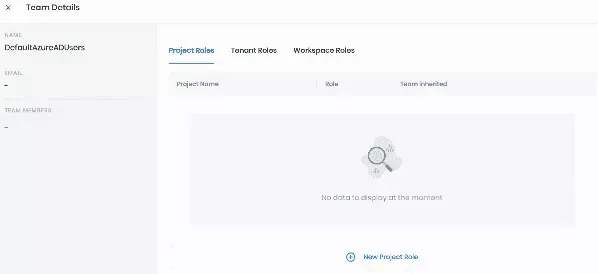 × Team Details
NAME
DefaultAzureADUsers
EMAIL
-
TEAM MEMBERS
-
Project Roles Tenant Roles Workspace Roles
Project Name Role Team inherited
No data to display at the moment
New Project Role